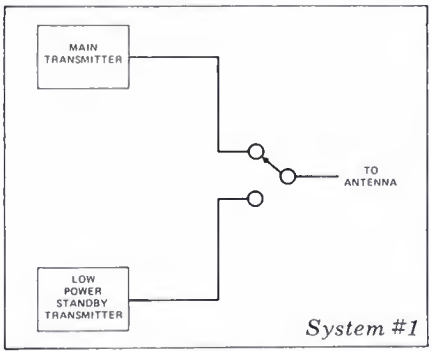 MAIN
TRANSMITTER
TO
ANTENNA
LOW
POWER
STANDBY
TRANSMITTER
System #1